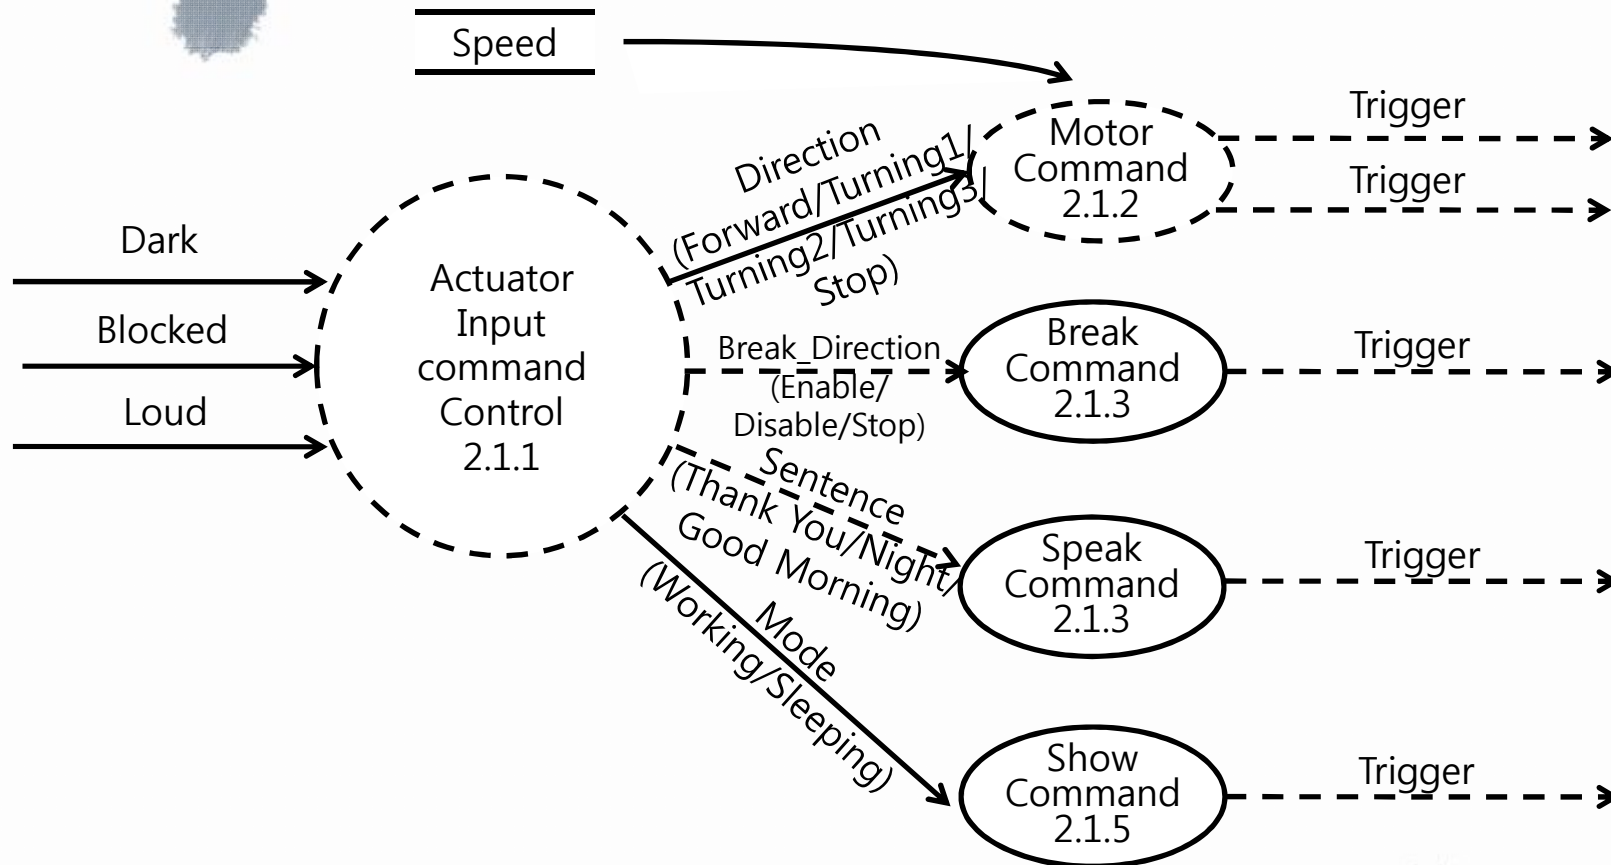 Speed
Dark
Blocked
Loud
Actuator
Input
command
Control
2.1.1
Direction
(Forward/Turning1/
Turning2/Turning3/
Stop)
Break_Direction
(Enable/
Disable/Stop)
Sentence
(Thank You/Night/
Good Morning)
Mode
(Working/Sleeping)
Motor
Command
2.1.2
Trigger
Trigger
Break
Command
2.1.3
Trigger
Speak
Command
2.1.3
Trigger
Show
Command
2.1.5
Trigger